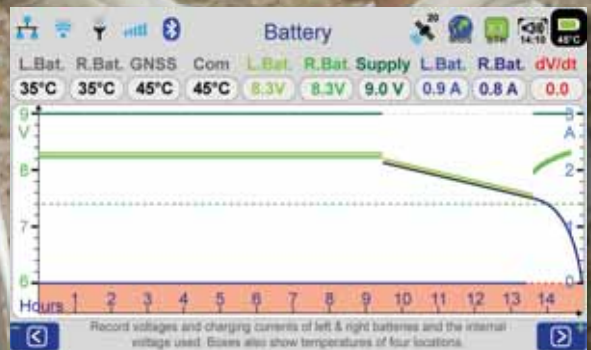 Battery
20
14:10
45°C
L.Bat. R.Bat. GNSS Com L.Bat. R.Bat. Supply L.Bat. R.Bat. dV/dt
35°C 35°C 45°C 45°C 8.3V 8.3V 9.0 V 0.9 A 0.8 A 0.0
9 3
V A
8 2
7 1
6 0
Hours 1 2 3 4 5 6 7 8 9 10 11 12 13 14
Record voltages and charging currents of left & right batteries and the internal
voltage used. Boxes also show temperatures of four locations.